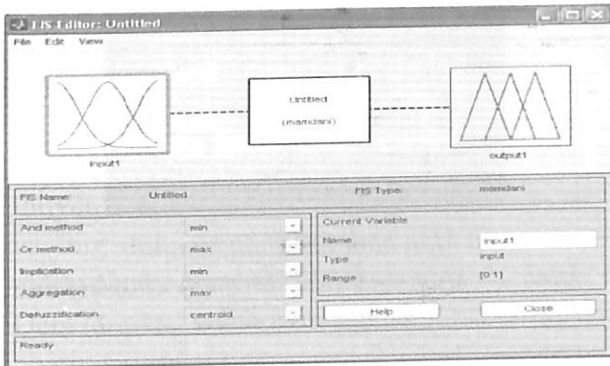 FIS Editor: Untitled
File Edit View
Untitled
(mamdani)
input1
output1
FIS Name: Untitled FIS Type: mamdani
And method min
Or method max
Implication min
Aggregation max
Defuzzification centroid
Current Variable
Name input1
Type input
Range [0 1]
Help Close
Ready